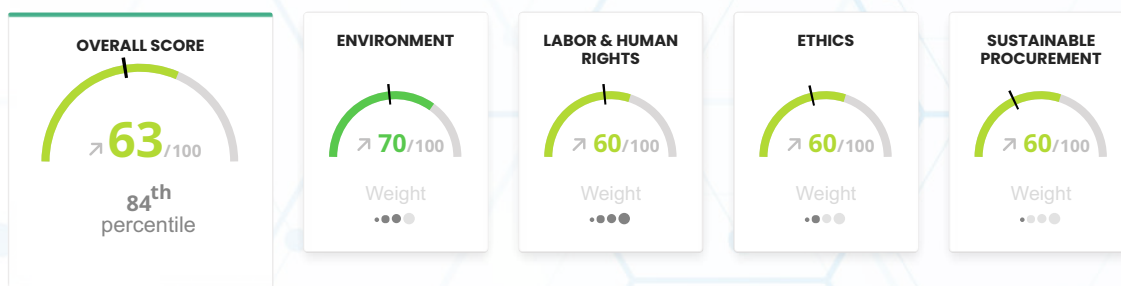 OVERALL SCORE
63/100
84th
percentile
ENVIRONMENT
70/100
Weight
LABOR & HUMAN
RIGHTS
60/100
Weight
ETHICS
60/100
Weight
SUSTAINABLE
PROCUREMENT
60/100
Weight